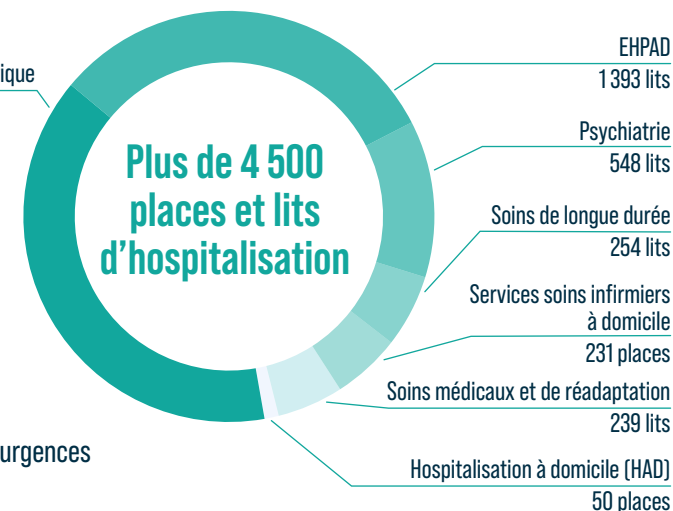 EHPAD
1 393 lits
ique
Psychiatrie
548 lits
Plus de 4 500
places et lits
d'hospitalisation
Soins de longue durée
254 lits
Services soins infirmiers
à domicile
231 places
Soins médicaux et de réadaptation
239 lits
urgences
Hospitalisation à domicile (HAD)
50 places